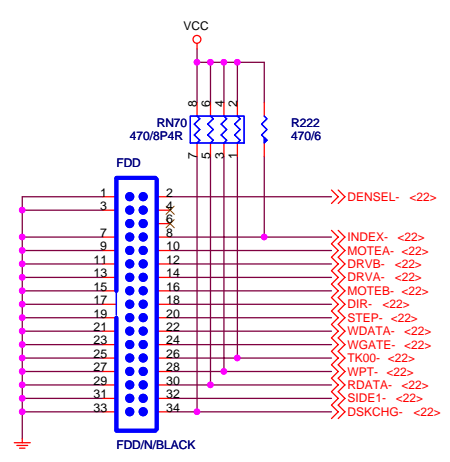 VCC
8 6 4 2
RN70
470/8P4R
R222
470/6
7 5 3 1
FDD
1 2 DENSEL- <22>
3 4
6
7 8 INDEX- <22>
9 10 MOTEA- <22>
11 12 DRVB- <22>
13 14 DRVA- <22>
15 16 MOTEB- <22>
17 18 DIR- <22>
19 20 STEP- <22>
21 22 WDATA- <22>
23 24 WGATE- <22>
25 26 TK00- <22>
27 28 WPT- <22>
29 30 RDATA- <22>
31 32 SIDE1- <22>
33 34 DSKCHG- <22>
FDD/N/BLACK